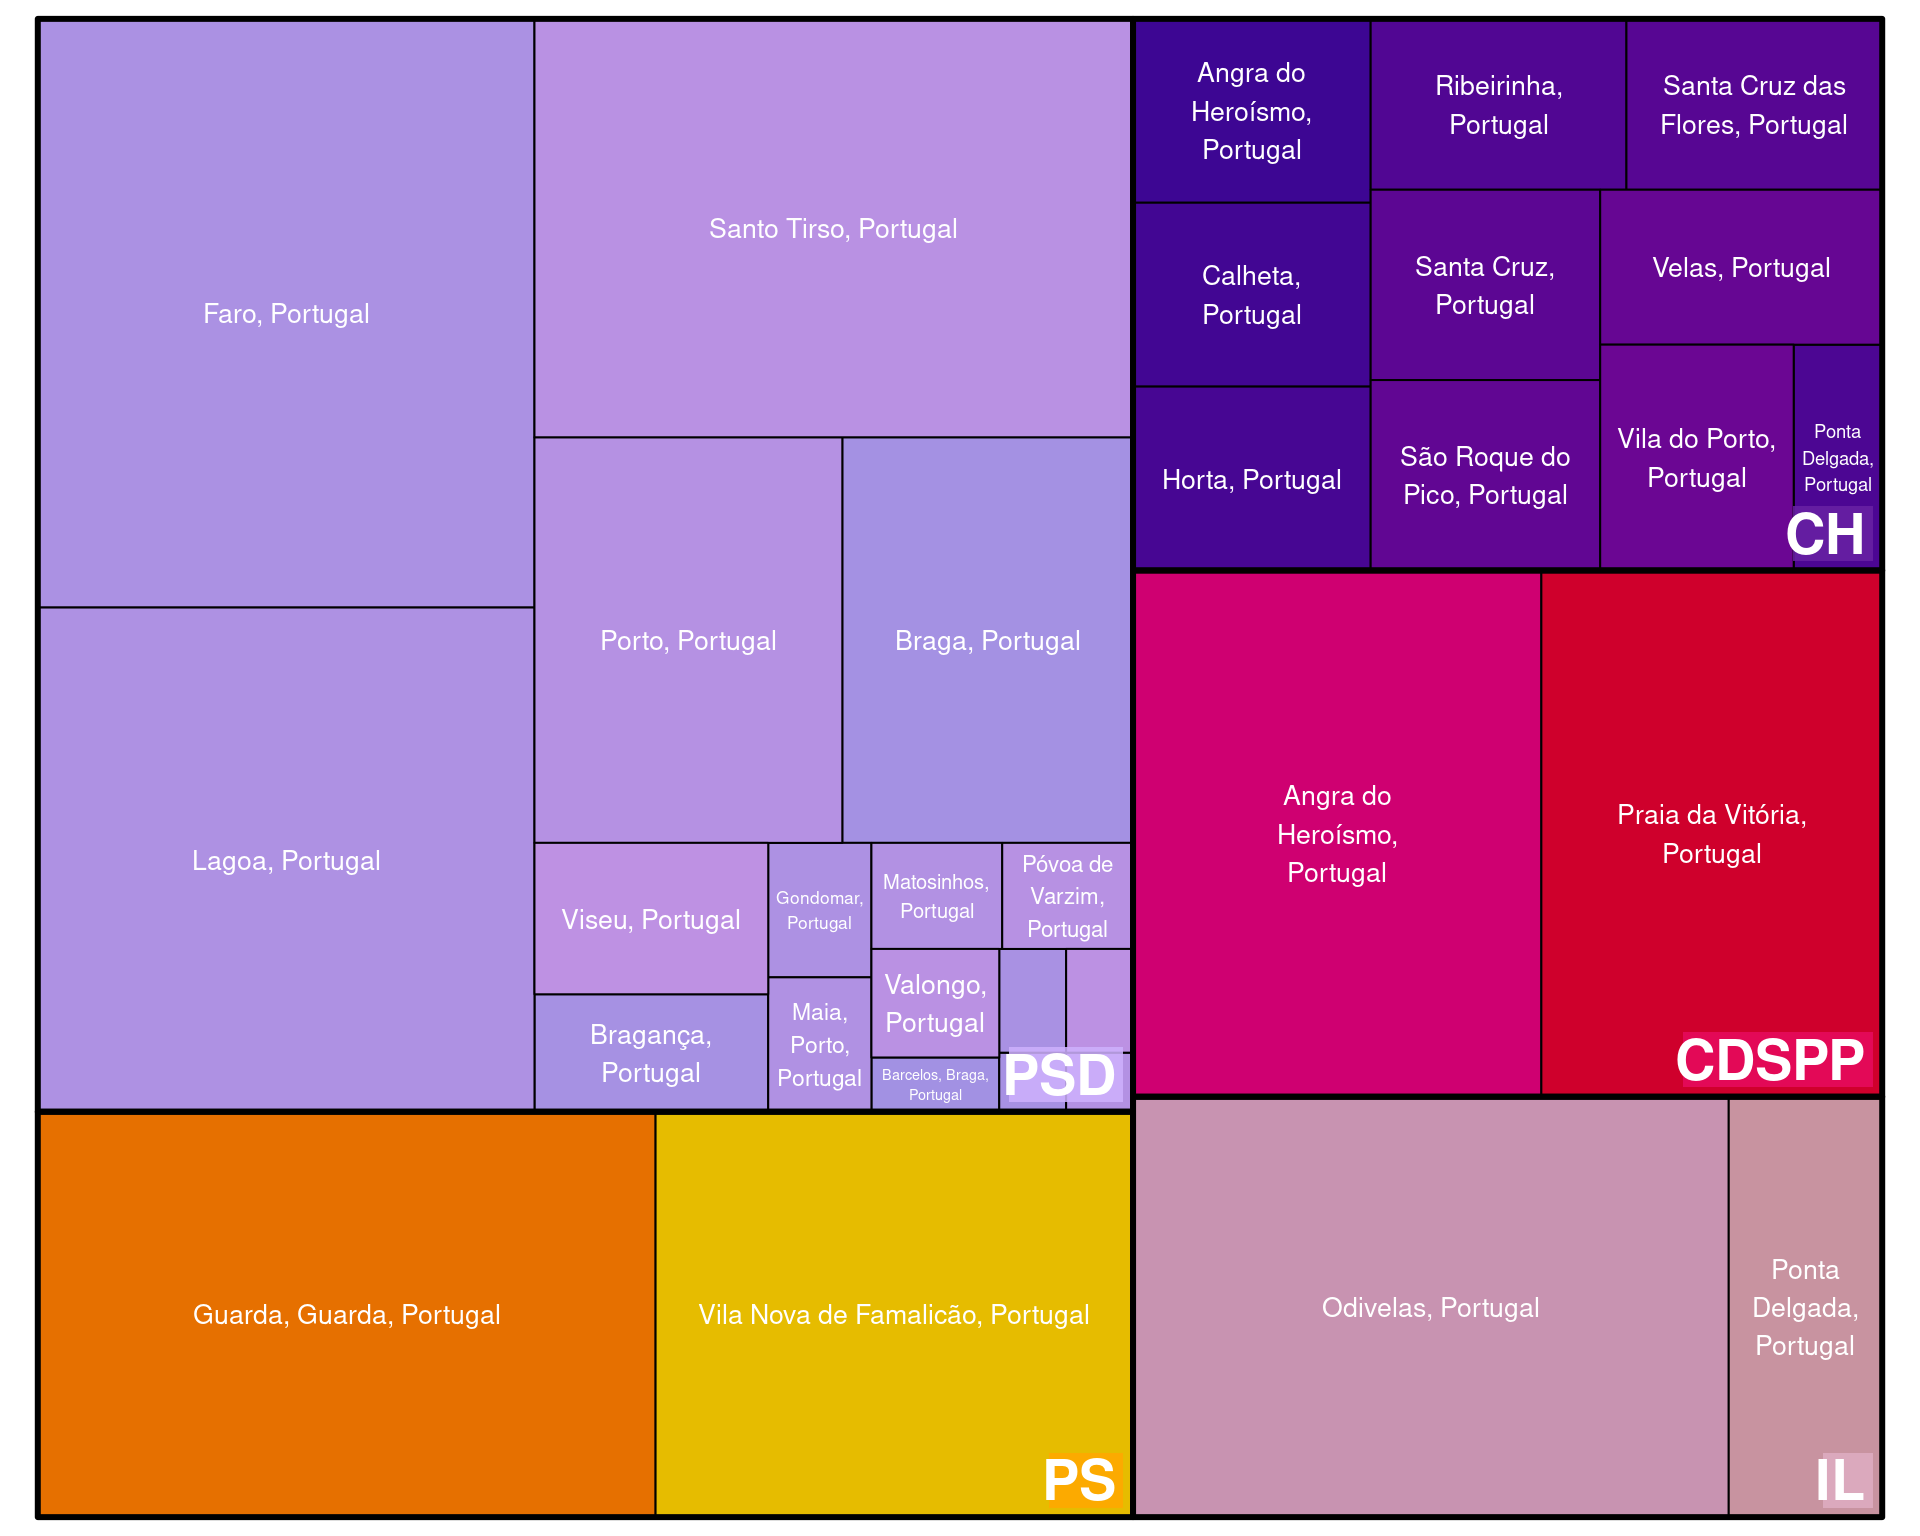 Faro, Portugal
Santo Tirso, Portugal
Lagoa, Portugal
Porto, Portugal
Braga, Portugal
Viseu, Portugal
Bragança,
Portugal
Gondomar,
Portugal
Maia,
Porto,
Portugal
Matosinhos,
Portugal
Póvoa de
Varzim,
Portugal
Valongo,
Portugal
Barcelos, Braga,
Portugal
PSD
Guarda, Guarda, Portugal
Vila Nova de Famalicão, Portugal
PS
Angra do
Heroísmo,
Portugal
Calheta,
Portugal
Horta, Portugal
Ribeirinha,
Portugal
Santa Cruz das
Flores, Portugal
Santa Cruz,
Portugal
Velas, Portugal
São Roque do
Pico, Portugal
Vila do Porto,
Portugal
Ponta
Delgada,
Portugal
CH
Angra do
Heroísmo,
Portugal
Praia da Vitória,
Portugal
CDSPP
Odivelas, Portugal
Ponta
Delgada,
Portugal
IL